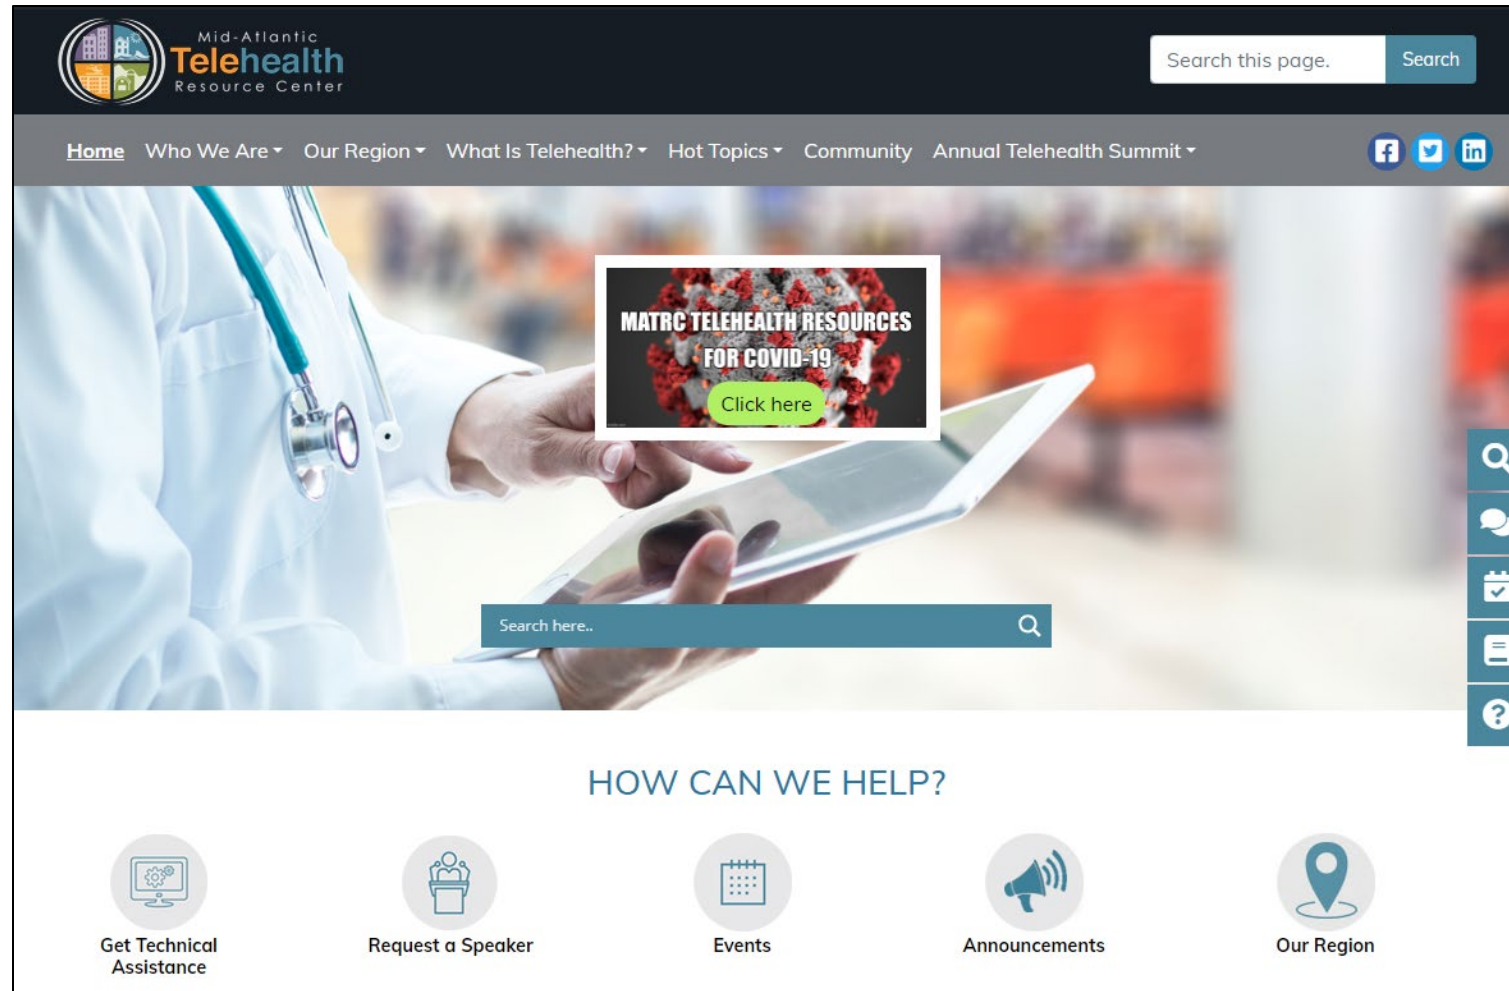 Mid-Atlantic
Telehealth
Resource Center
Search this page.
Search
Home Who We Are Our Region What Is Telehealth? Hot Topics Community Annual Telehealth Summit
MATRC TELEHEALTH RESOURCES
FOR COVID-19
Click here
Search here..
HOW CAN WE HELP?
Get Technical
Assistance
Request a Speaker
Events
Announcements
Our Region